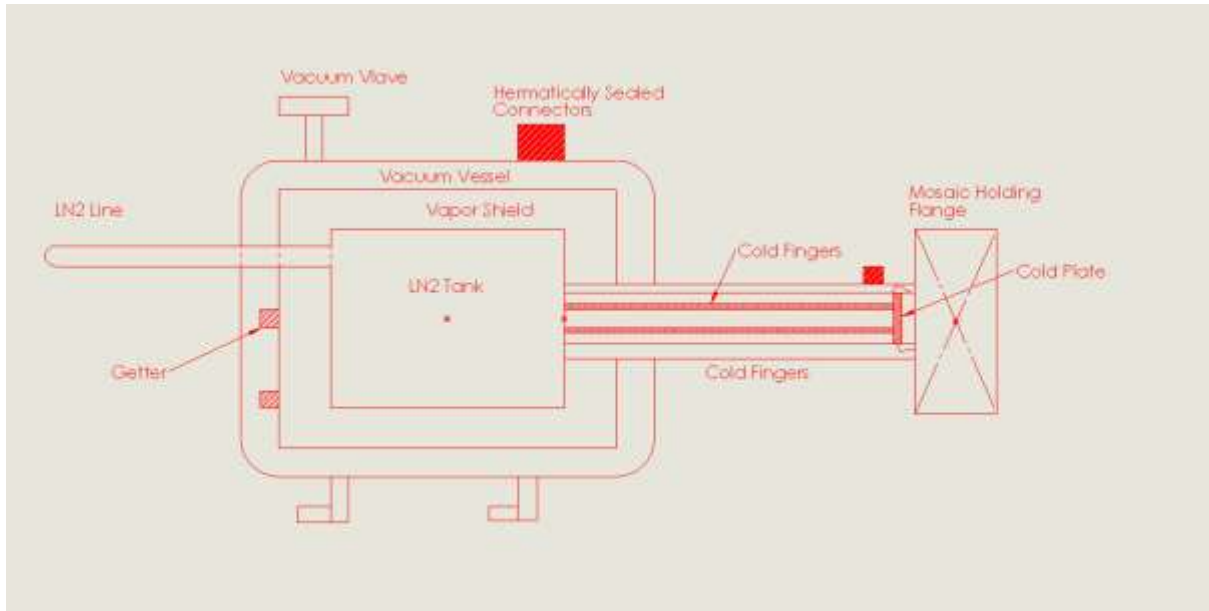 Vacuum Vlave
Hermatically Sealed
Connectors
Vacuum Vessel
Mosaic Holding
Flange
LN2 Line
Vapor Shield
Cold Fingers
Cold Plate
LN2 Tank
Getter
Cold Fingers